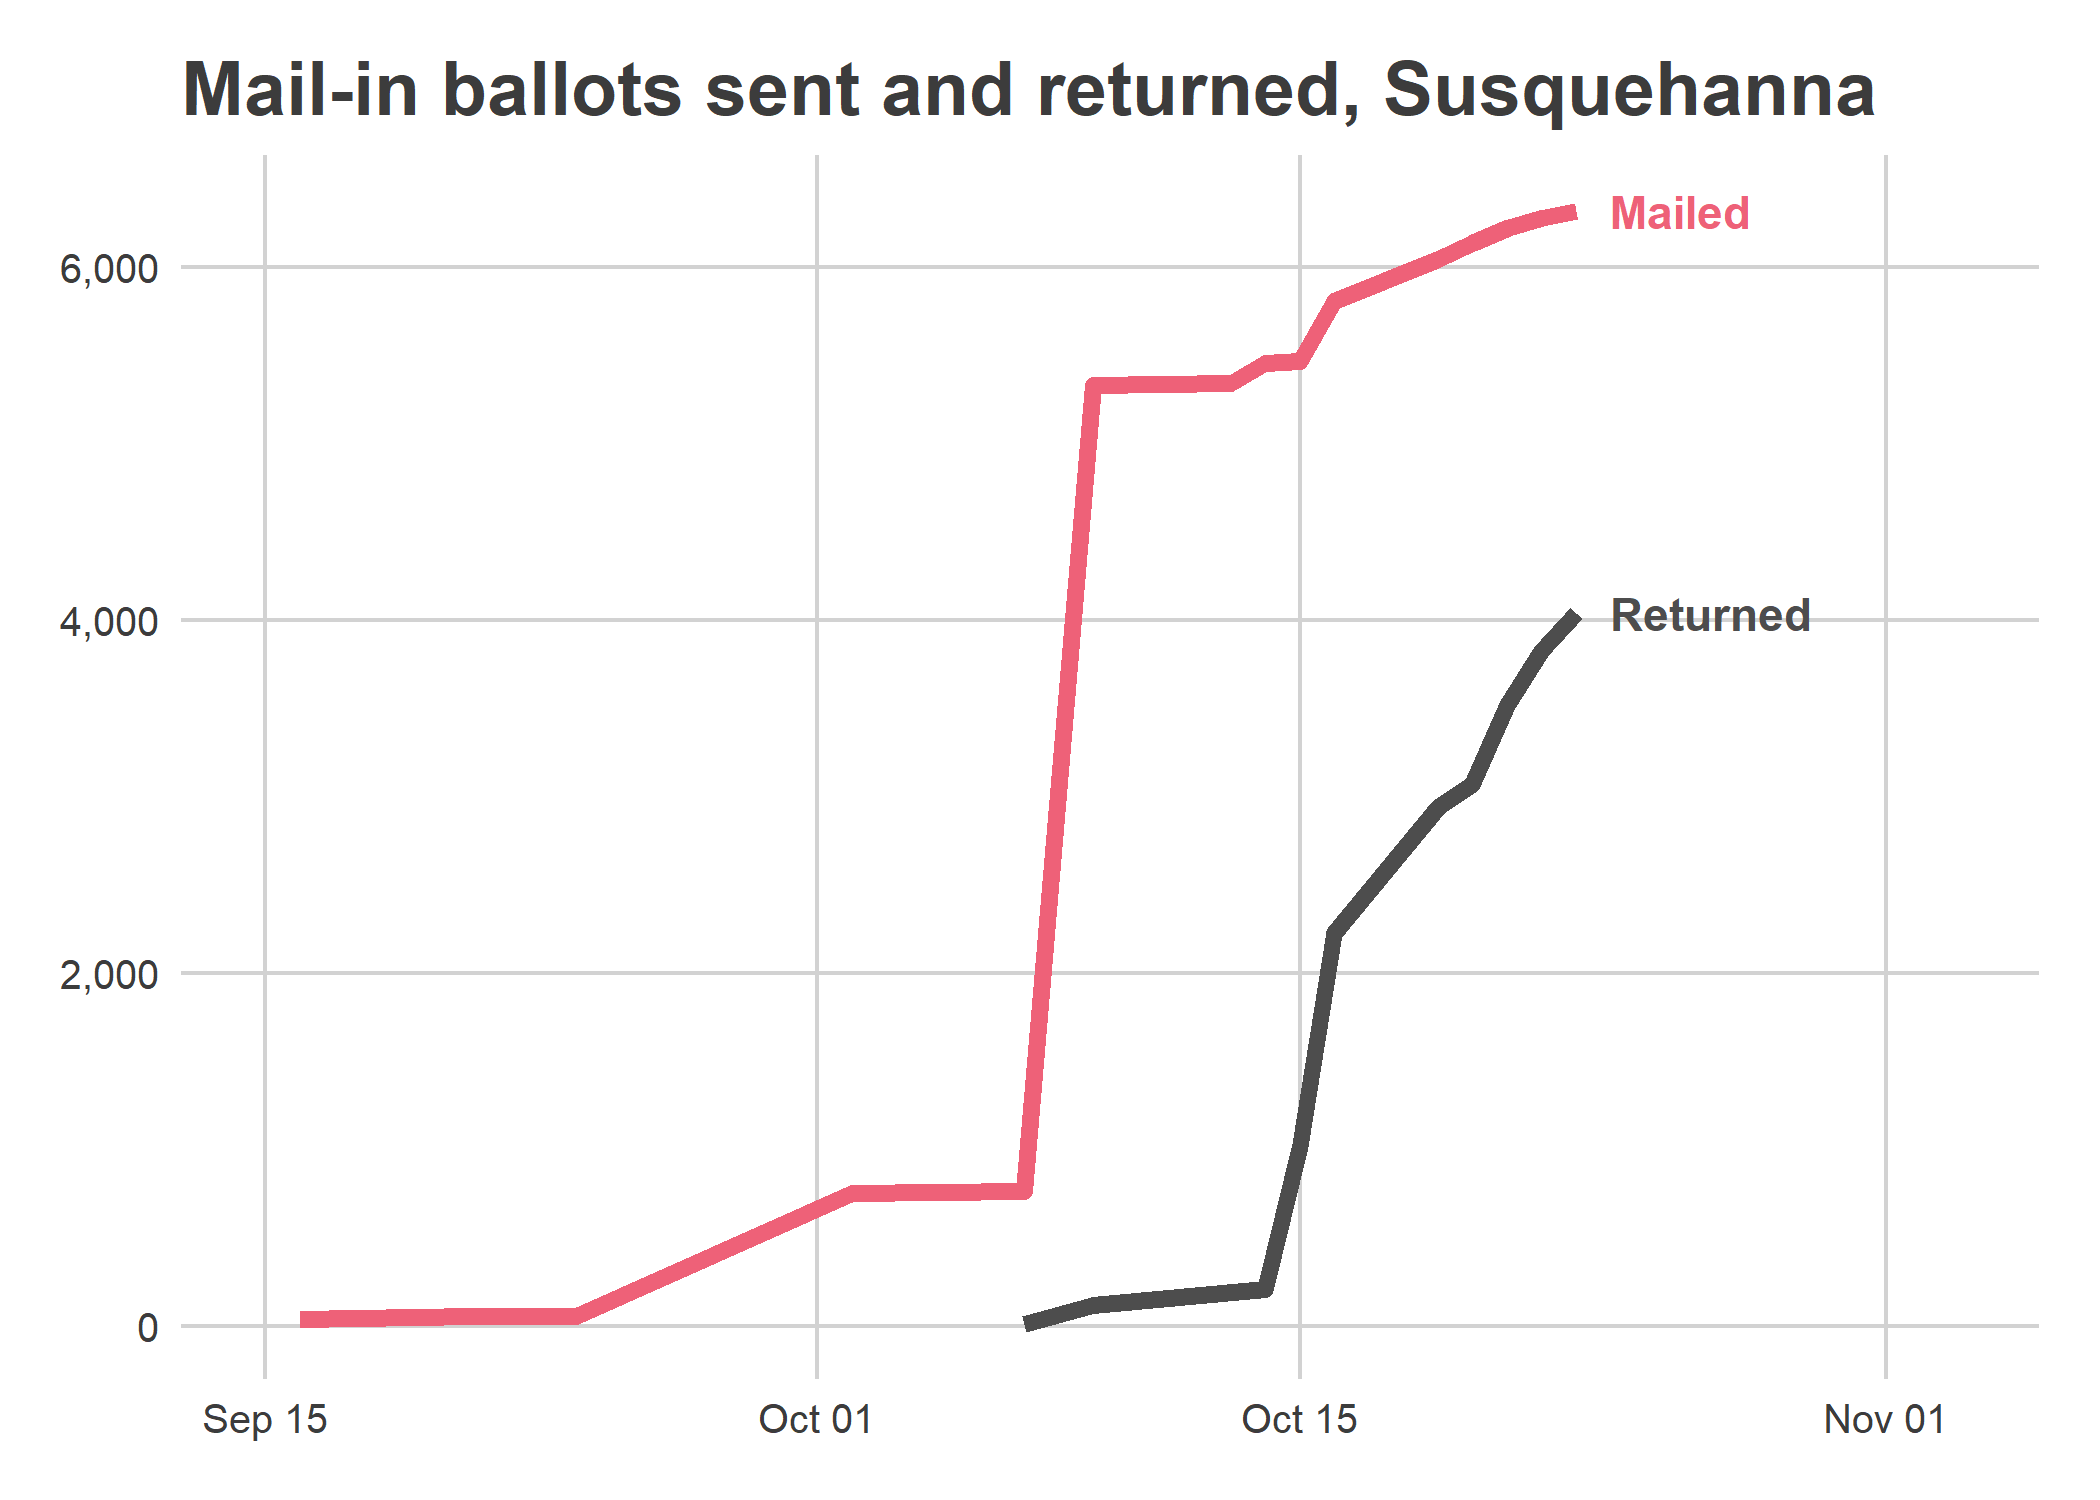 Mail-in ballots sent and returned, Susquehanna
Mailed
6,000
4,000
Returned
2,000
0
Sep 15
Oct 01
Oct 15
Nov 01